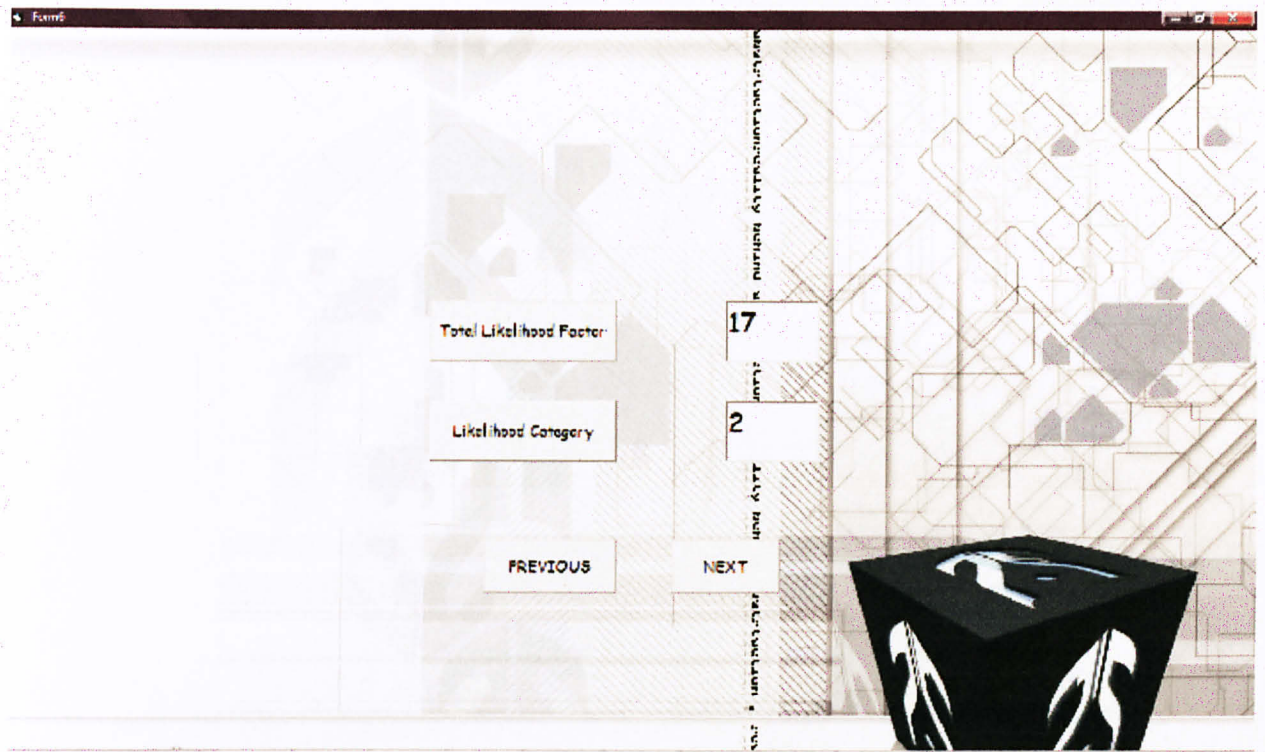 Form6
Total Likelihood Factor
17
Likelihood Category
2
PREVIOUS
NEXT